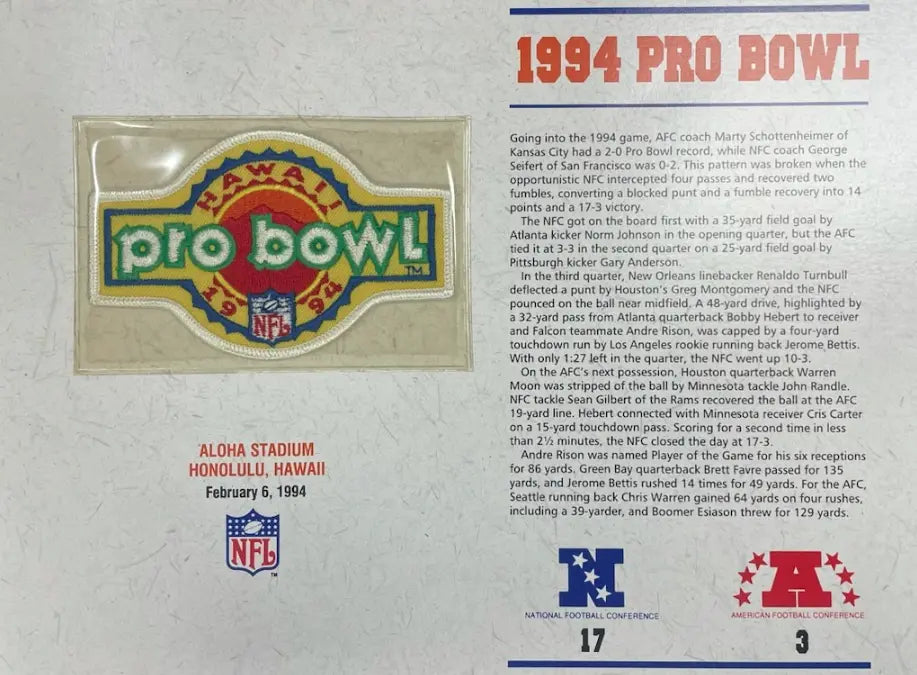 HAWAII
pro bowl
TM
1994
NFL
ALOHA STADIUM
HONOLULU, HAWAII
February 6, 1994
NFL
TM
1994 PRO BOWL
Going into the 1994 game, AFC coach Marty Schottenheimer of
Kansas City had a 2-0 Pro Bowl record, while NFC coach George
Seifert of San Francisco was 0-2. This pattern was broken when the
opportunistic NFC intercepted four passes and recovered two
fumbles, converting a blocked punt and a fumble recovery into 14
points and a 17-3 victory.
The NFC got on the board first with a 35-yard field goal by
Atlanta kicker Norm Johnson in the opening quarter, but the AFC
tied it at 3-3 in the second quarter on a 25-yard field goal by
Pittsburgh kicker Gary Anderson.
In the third quarter, New Orleans linebacker Renaldo Turnbull
deflected a punt by Houston's Greg Montgomery and the NFC
pounced on the ball near midfield. A 48-yard drive, highlighted by
a 32-yard pass from Atlanta quarterback Bobby Hebert to receiver
and Falcon teammate Andre Rison, was capped by a four-yard
touchdown run by Los Angeles rookie running back Jerome Bettis.
With only 1:27 left in the quarter, the NFC went up 10-3.
On the AFC's next possession, Houston quarterback Warren
Moon was stripped of the ball by Minnesota tackle John Randle.
NFC tackle Sean Gilbert of the Rams recovered the ball at the AFC
19-yard line. Hebert connected with Minnesota receiver Cris Carter
on a 15-yard touchdown pass. Scoring for a second time in less
than 2½ minutes, the NFC closed the day at 17-3.
Andre Rison was named Player of the Game for his six receptions
for 86 yards. Green Bay quarterback Brett Favre passed for 135
yards, and Jerome Bettis rushed 14 times for 49 yards. For the AFC,
Seattle running back Chris Warren gained 64 yards on four rushes,
including a 39-yarder, and Boomer Esiason threw for 129 yards.
N A
NATIONAL FOOTBALL CONFERENCE AMERICAN FOOTBALL CONFERENCE
17 3